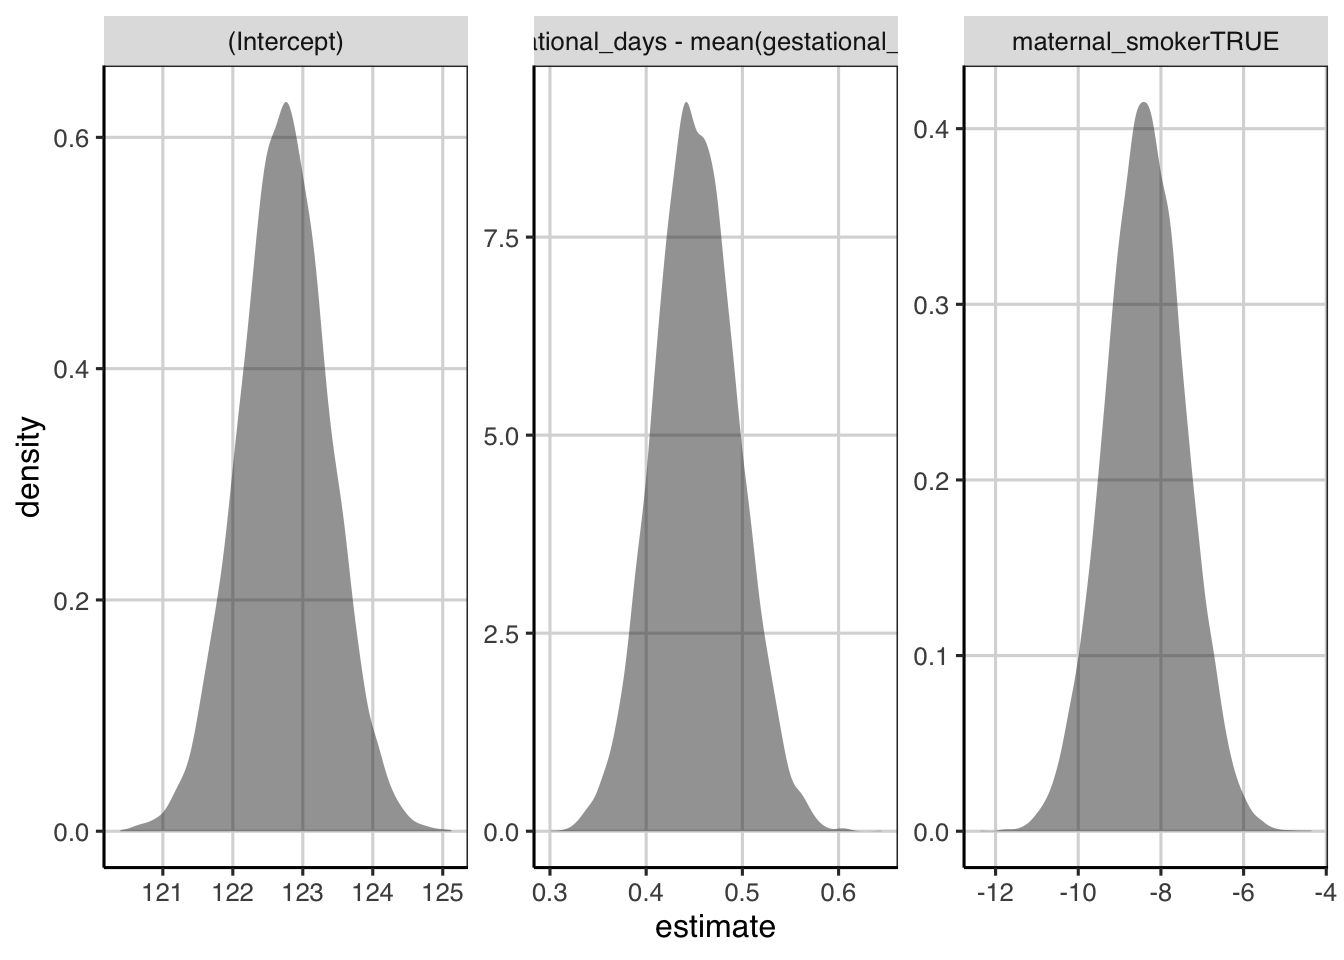 (Intercept)
ational_days - mean(gestational_
maternal_smokerTRUE
density
0.6
0.4
0.2
0.0
121 122 123 124 125
7.5
5.0
2.5
0.0
0.3 0.4 0.5 0.6
0.4
0.3
0.2
0.1
0.0
-12 -10 -8 -6 -4
estimate